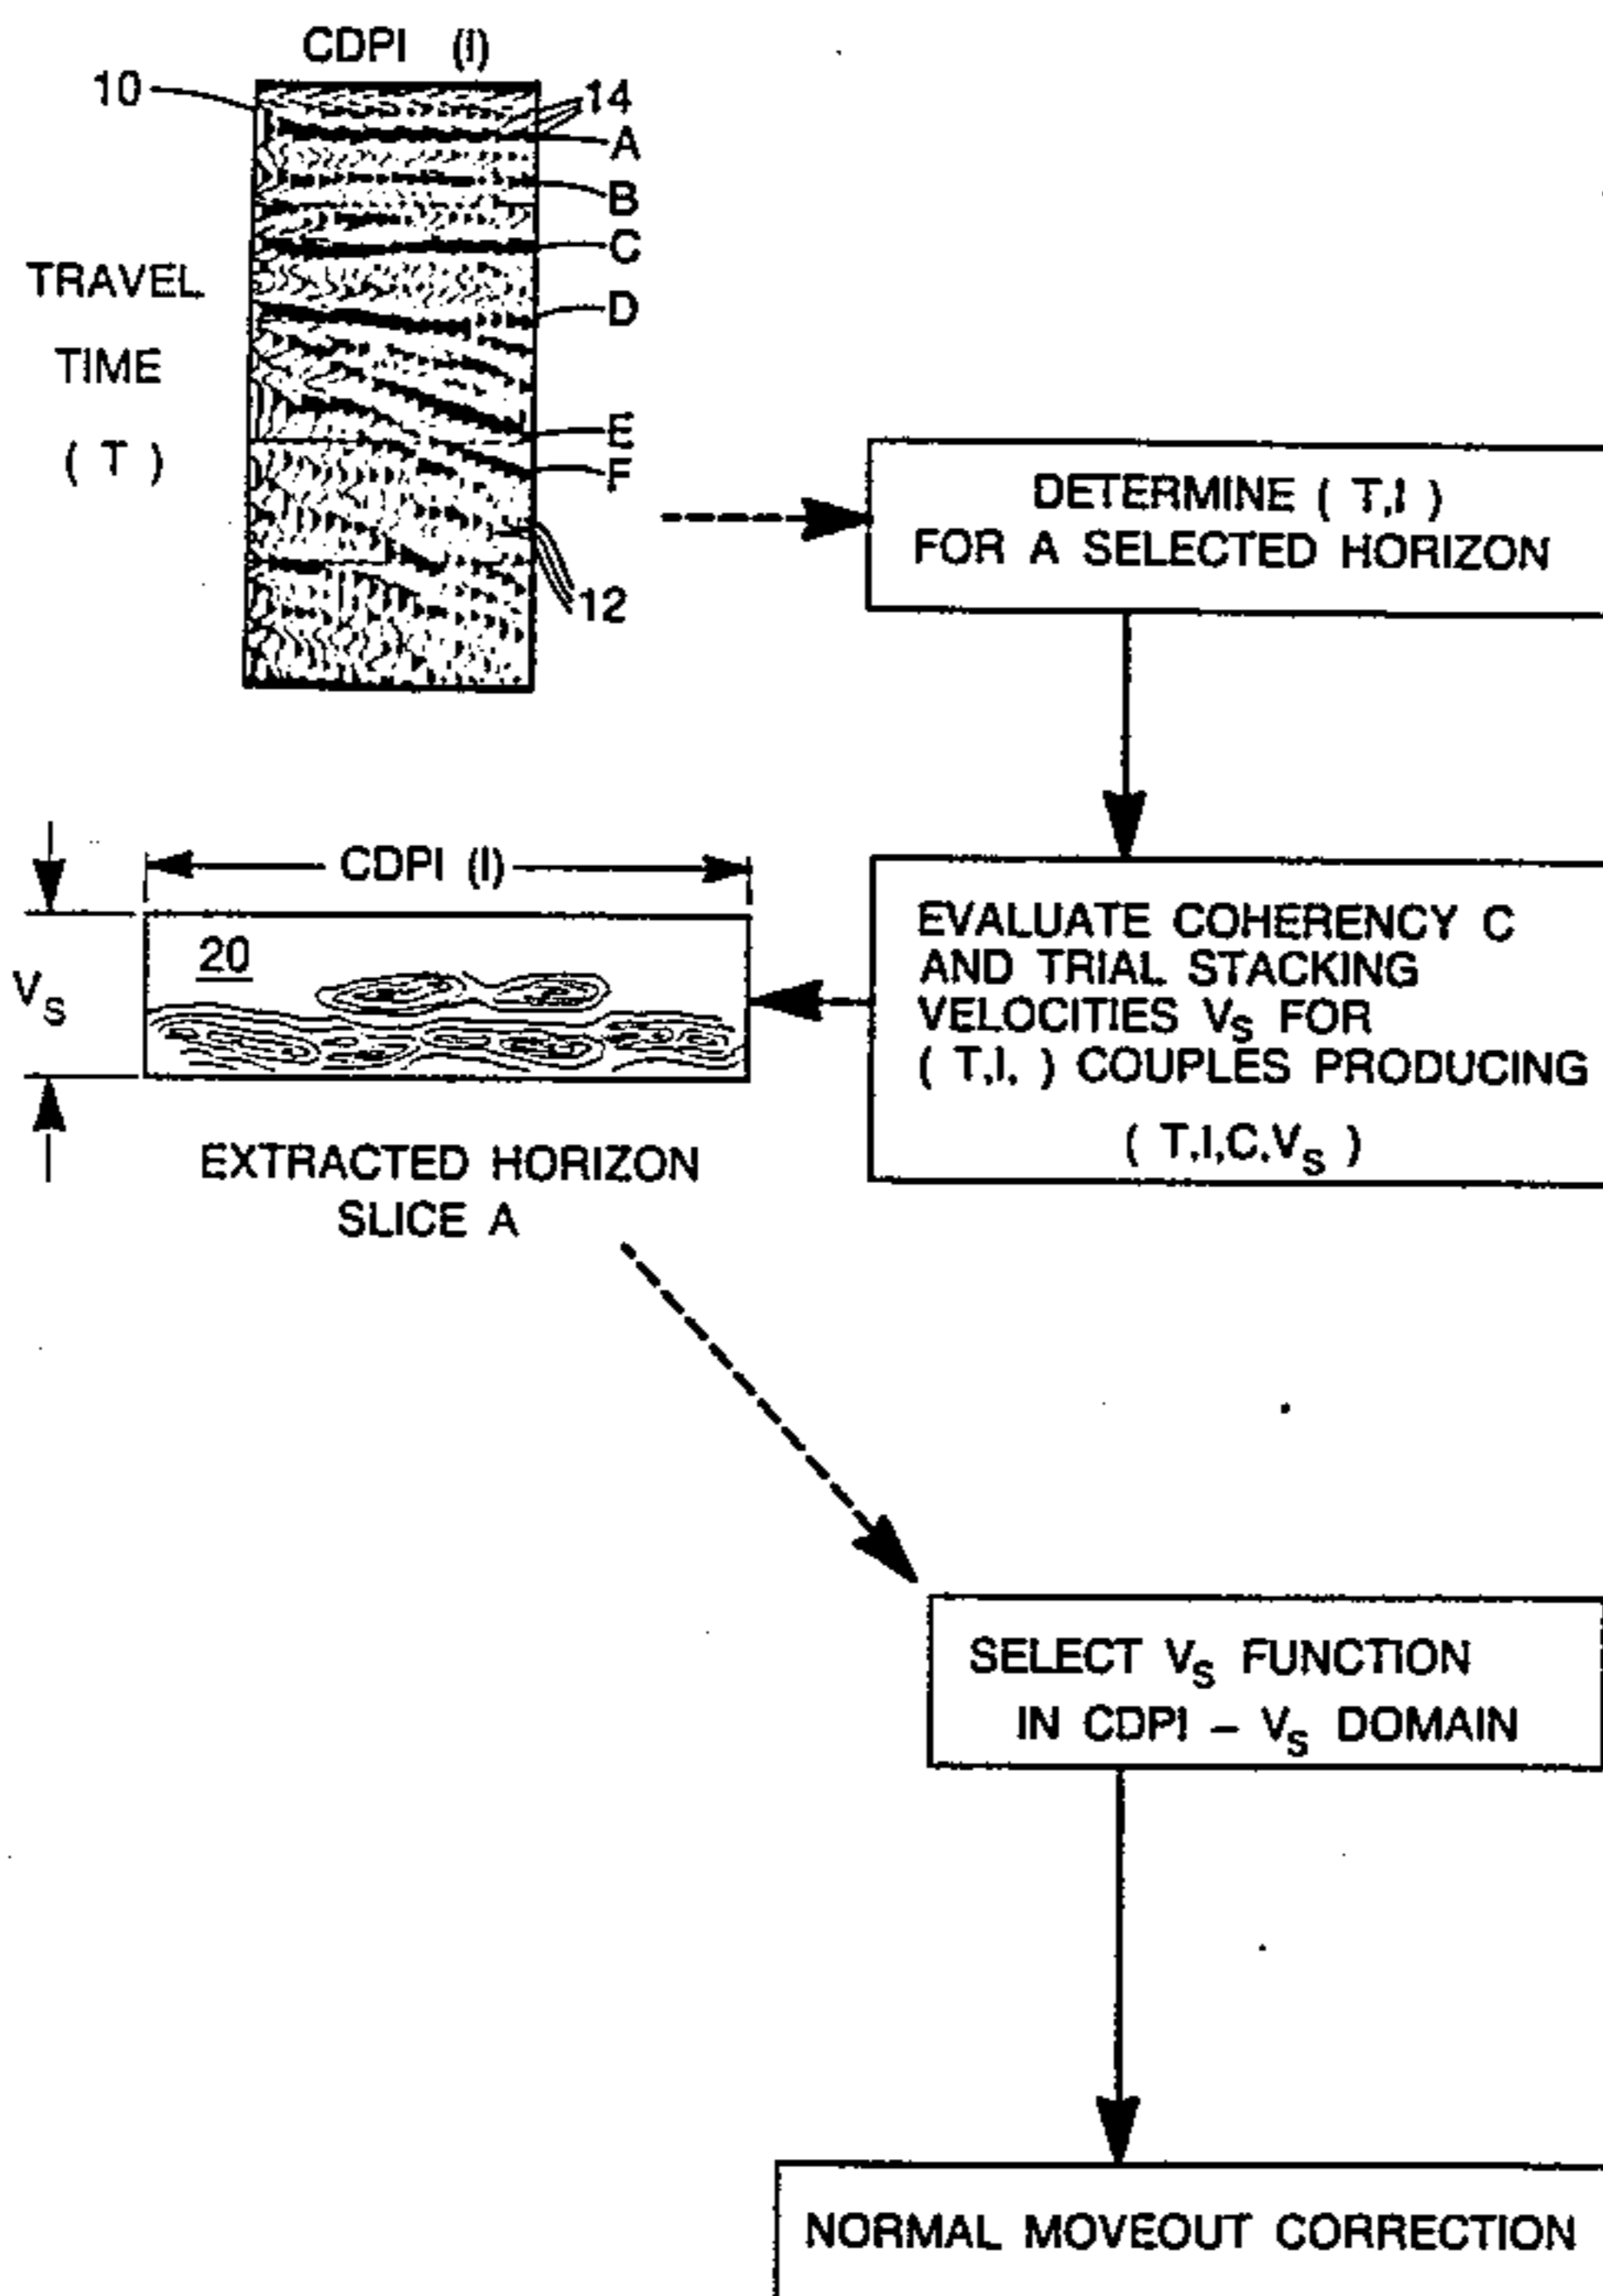 CDPI (I)
10
14
A
B
C
TRAVEL
TIME
( T )
D
E
F
12
DETERMINE ( T,I )
FOR A SELECTED HORIZON
CDPI (I)
20
VS
EXTRACTED HORIZON
SLICE A
EVALUATE COHERENCY C
AND TRIAL STACKING
VELOCITIES VS FOR
( T,I, ) COUPLES PRODUCING
( T,I,C,VS )
SELECT VS FUNCTION
IN CDPI – VS DOMAIN
NORMAL MOVEOUT CORRECTION